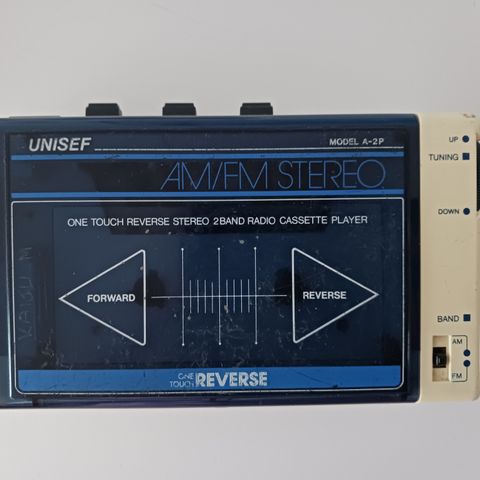 UNISEF
MODEL A-2P
AM/FM STEREO
ONE TOUCH REVERSE STEREO 2BAND RADIO CASSETTE PLAYER
FORWARD
REVERSE
ONE TOUCH REVERSE
UP
TUNING
DOWN
BAND
AM
FM